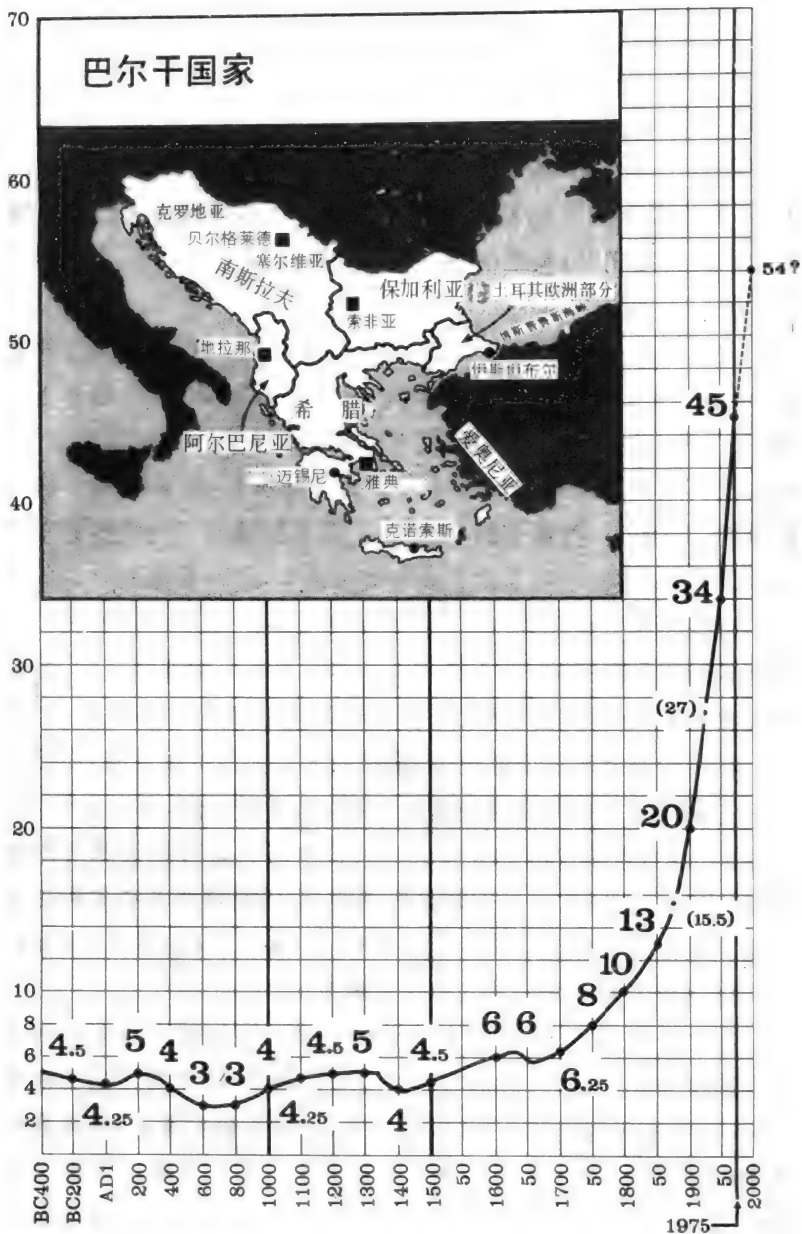 70
巴尔干国家
60
克罗地亚
贝尔格莱德
塞尔维亚
南斯拉夫
保加利亚
土耳其欧洲部分
54?
索非亚
50
地拉那
伊斯坦布尔
45
希腊
阿尔巴尼亚
爱奥尼亚
迈锡尼
雅典
40
克诺索斯
34
30
(27)
20
20
13
(15.5)
10
10
8
8
6
4
2
4.5
4.25
5
4
3
3
4
4.25
4.5
5
4
4.5
6
6
6.25
BC400
BC200
AD1
200
400
600
800
1000
1100
1200
1300
1400
1500
50
1600
50
1700
50
1800
50
1900
50
2000
1975